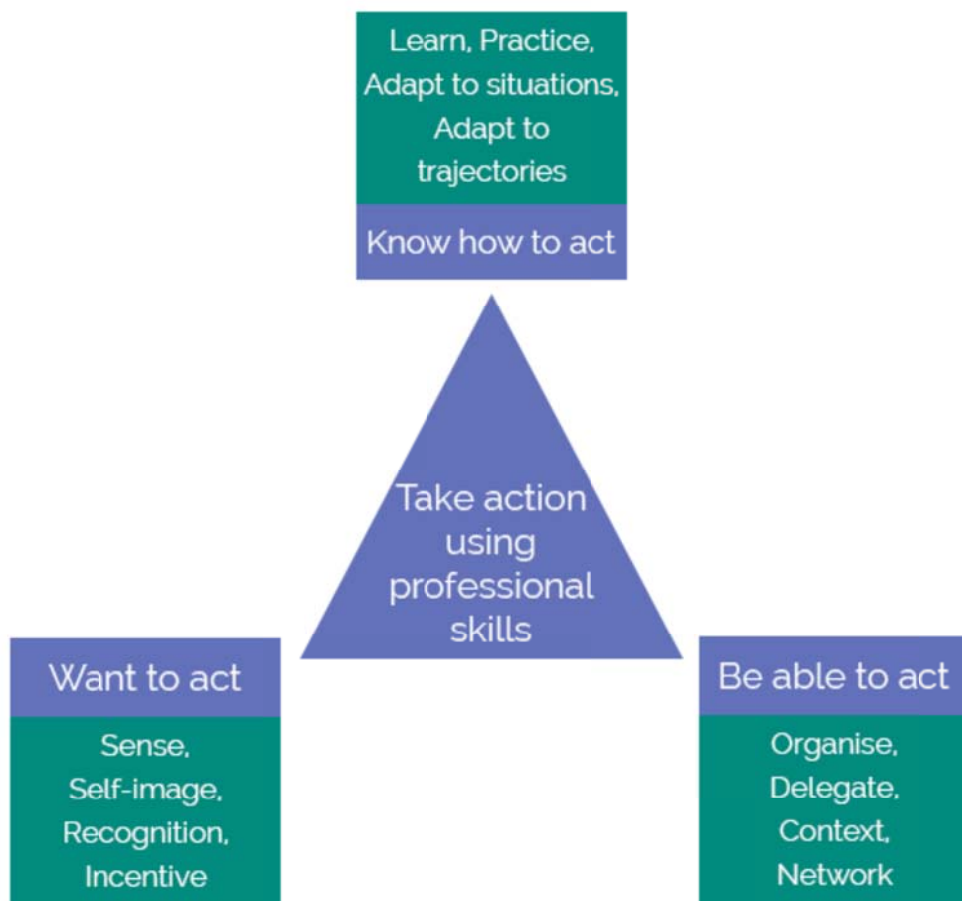 Learn, Practice,
Adapt to situations,
Adapt to
trajectories
Know how to act
Take action
using
professional
skills
Want to act
Sense,
Self-image,
Recognition,
Incentive
Be able to act
Organise,
Delegate,
Context,
Network